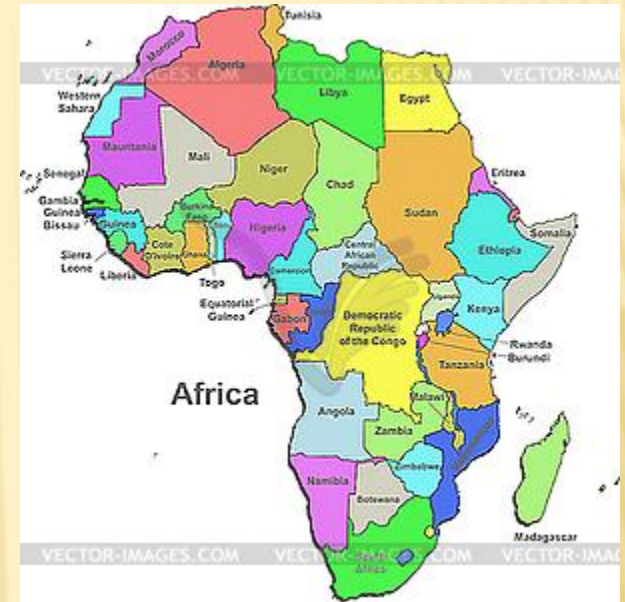 Tunisia
Morocco
Algeria
VECTOR-IMAGES.COM VECTOR-IMAGES.COM VECTOR-IMAG
Western
Sahara
Libya
Egypt
Mauritania
Mali
Niger
Chad
Sudan
Eritrea
Senegal
Gambia
Guinea
Bissau
Guinea
Burkina
Faso
Nigeria
Somalia
Ethiopia
Sierra
Leone
Liberia
Cote
D'Ivoire
Ghana
Togo
Central
African
Republic
Cameroon
Equatorial
Guinea
Gabon
Uganda
Kenya
Democratic
Republic
of the Congo
Rwanda
Burundi
Tanzania
Africa
Angola
Malawi
Zambia
Zimbabwe
Namibia
Botswana
Madagascar
South
Africa
VECTOR-IMAGES.COM VECTOR-IMAGES.COM VECTOR-IMAG